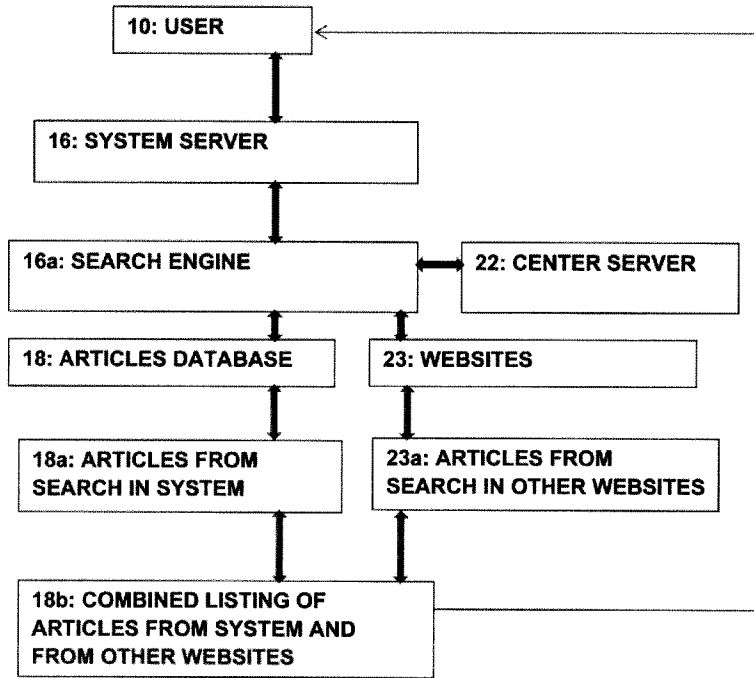 10: USER
16: SYSTEM SERVER
16a: SEARCH ENGINE
22: CENTER SERVER
18: ARTICLES DATABASE
23: WEBSITES
18a: ARTICLES FROM
SEARCH IN SYSTEM
23a: ARTICLES FROM
SEARCH IN OTHER WEBSITES
18b: COMBINED LISTING OF
ARTICLES FROM SYSTEM AND
FROM OTHER WEBSITES